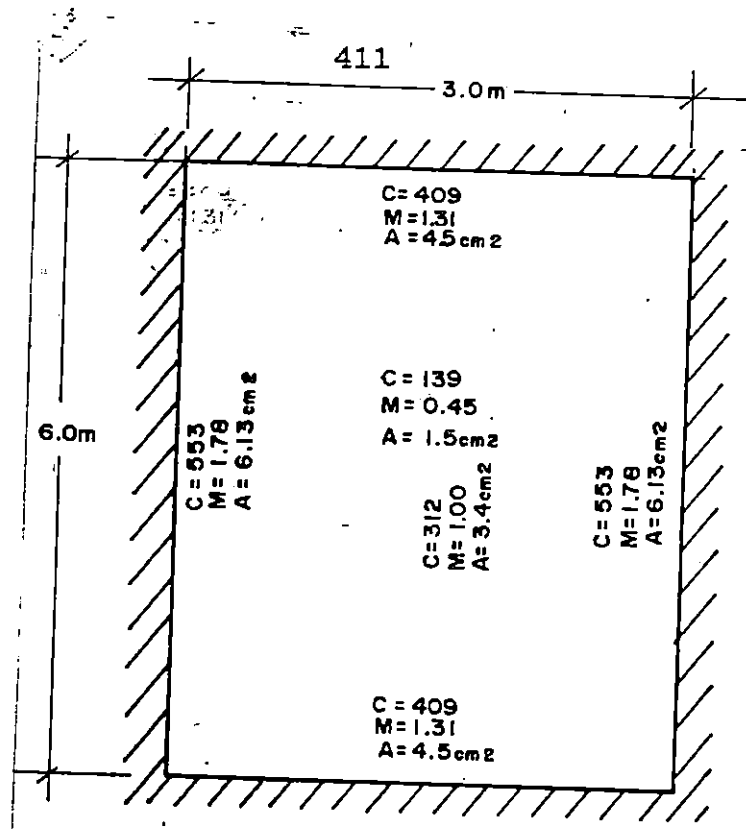 411
3.0m
C=409
M=1.31
A=4.5cm2
C=139
M=0.45
A=1.5cm2
6.0m
C=553
M=1.78
A=6.13cm2
C=312
M=1.00
A=3.4cm2
C=553
M=1.78
A=6.13cm2
C=409
M=1.31
A=4.5cm2